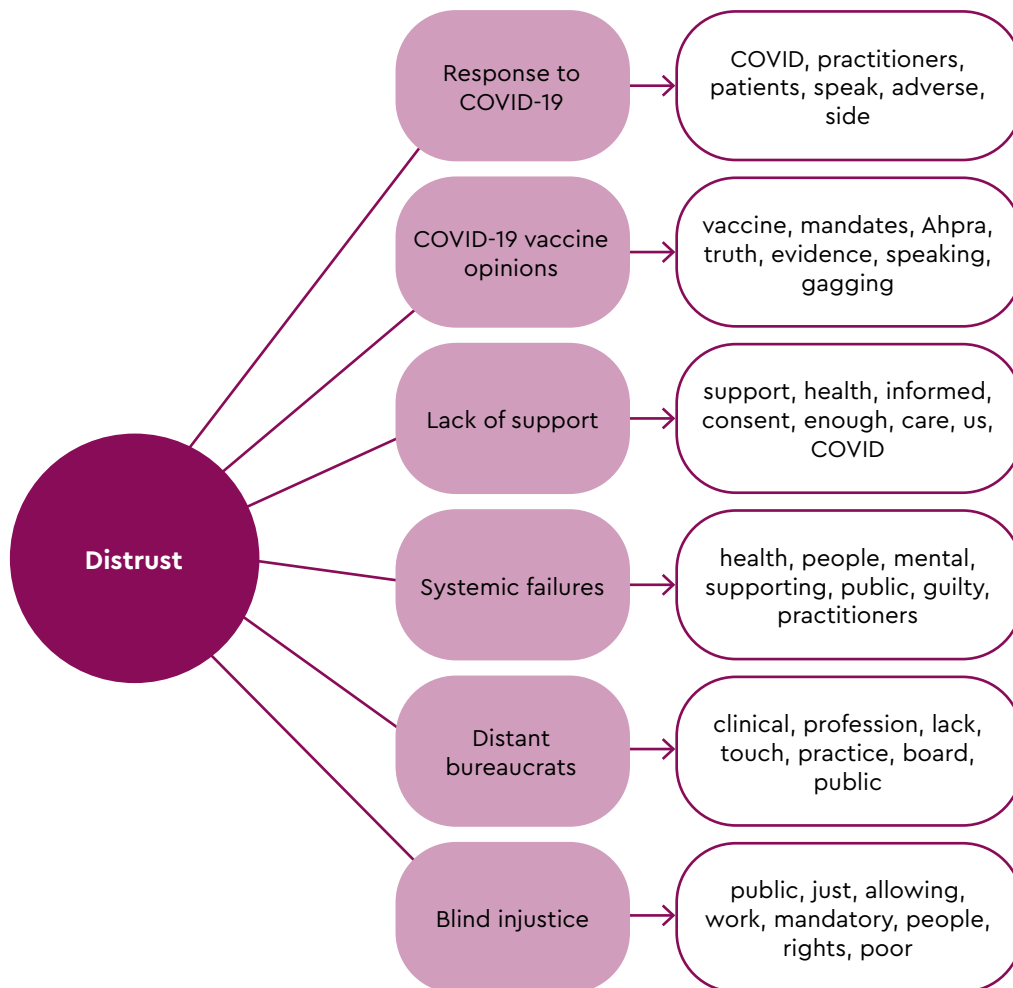 Response to
COVID-19
COVID, practitioners,
patients, speak, adverse,
side
COVID-19 vaccine
opinions
vaccine, mandates, Ahpra,
truth, evidence, speaking,
gagging
Lack of support
support, health, informed,
consent, enough, care, us,
COVID
Distrust
Systemic failures
health, people, mental,
supporting, public, guilty,
practitioners
Distant
bureaucrats
clinical, profession, lack,
touch, practice, board,
public
Blind injustice
public, just, allowing,
work, mandatory, people,
rights, poor